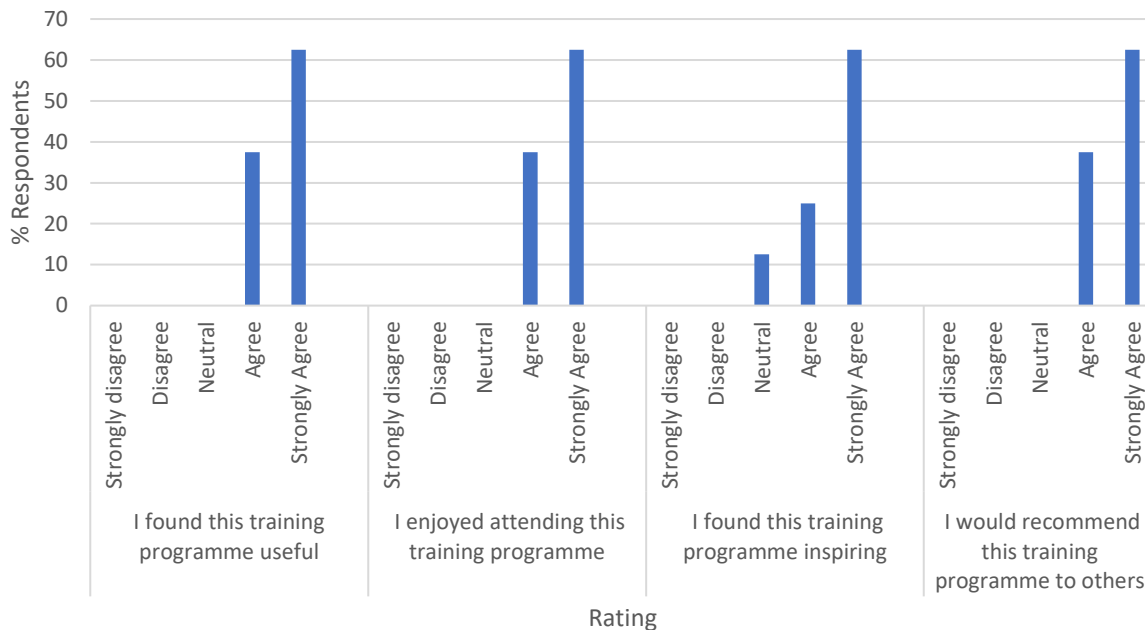 70
60
50
40
30
20
10
0
% Respondents
Strongly disagree
Disagree
Neutral
Agree
Strongly Agree
Strongly disagree
Disagree
Neutral
Agree
Strongly Agree
Strongly disagree
Disagree
Neutral
Agree
Strongly Agree
Strongly disagree
Disagree
Neutral
Agree
Strongly Agree
I found this training
programme useful
I enjoyed attending this
training programme
I found this training
programme inspiring
I would recommend
this training
programme to others
Rating